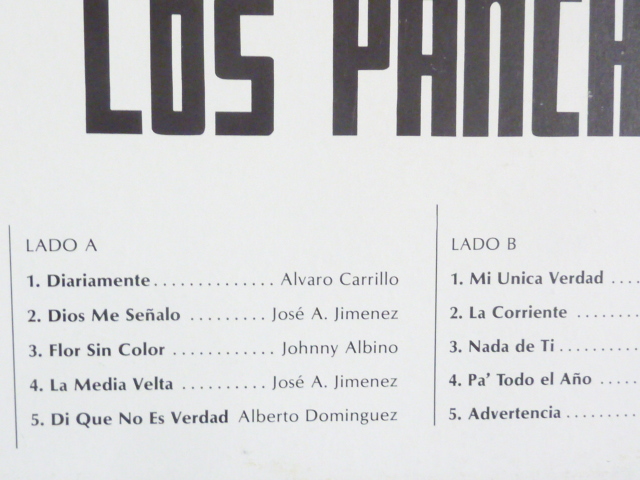 LOS PANCH
LADO A
1. Diariamente.............. Alvaro Carrillo
2. Dios Me Señalo ......... José A. Jimenez
3. Flor Sin Color ............ Johnny Albino
4. La Media Velta .......... José A. Jimenez
5. Di Que No Es Verdad Alberto Dominguez
LADO B
1. Mi Unica Verdad ....
2. La Corriente ........
3. Nada de Ti..........
4. Pa' Todo el Año .....
5. Advertencia .........